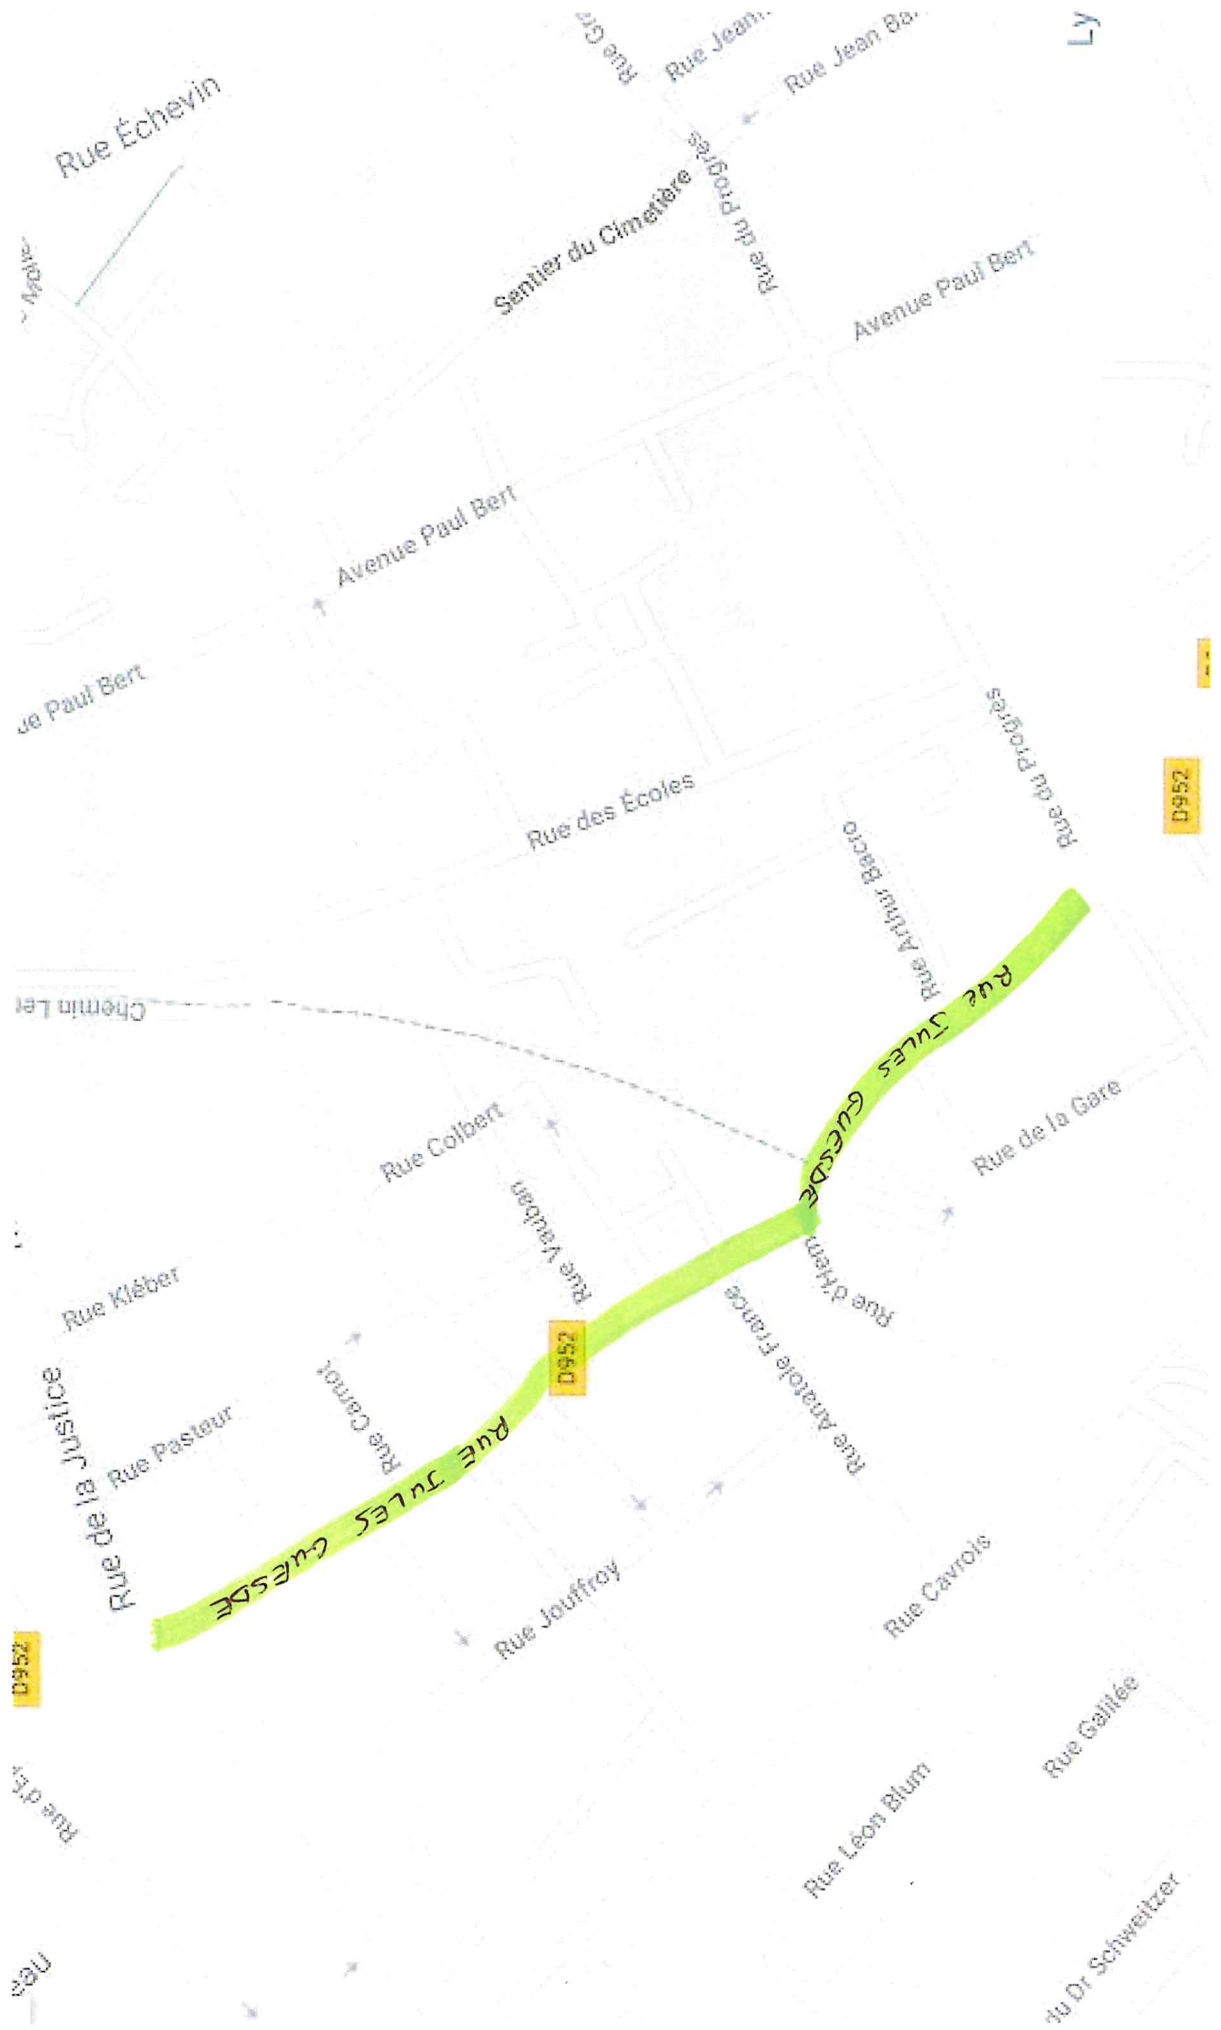 Rue Échevin
Rue Jean Ba
Ly
Sentier du Cimetière
Rue du Progrès
Avenue Paul Bert
Avenue Paul Bert
ue Paul Bert
Rue des Écoles
Rue du Progrès
D952
Rue Arthur Bacro
RUE JULES GUESDE
Chemin Ler
Rue Colbert
Rue de la Gare
Rue Vauban
Rue d'Hem
Rue Kléber
D952
Rue Anatole France
Rue Carnot
Rue de la Justice
Rue Pasteur
RUE JULES GUESDE
Rue Jouffroy
Rue Cavrois
D952
Rue Galilée
Rue Léon Blum
eau
du Dr Schweitzer